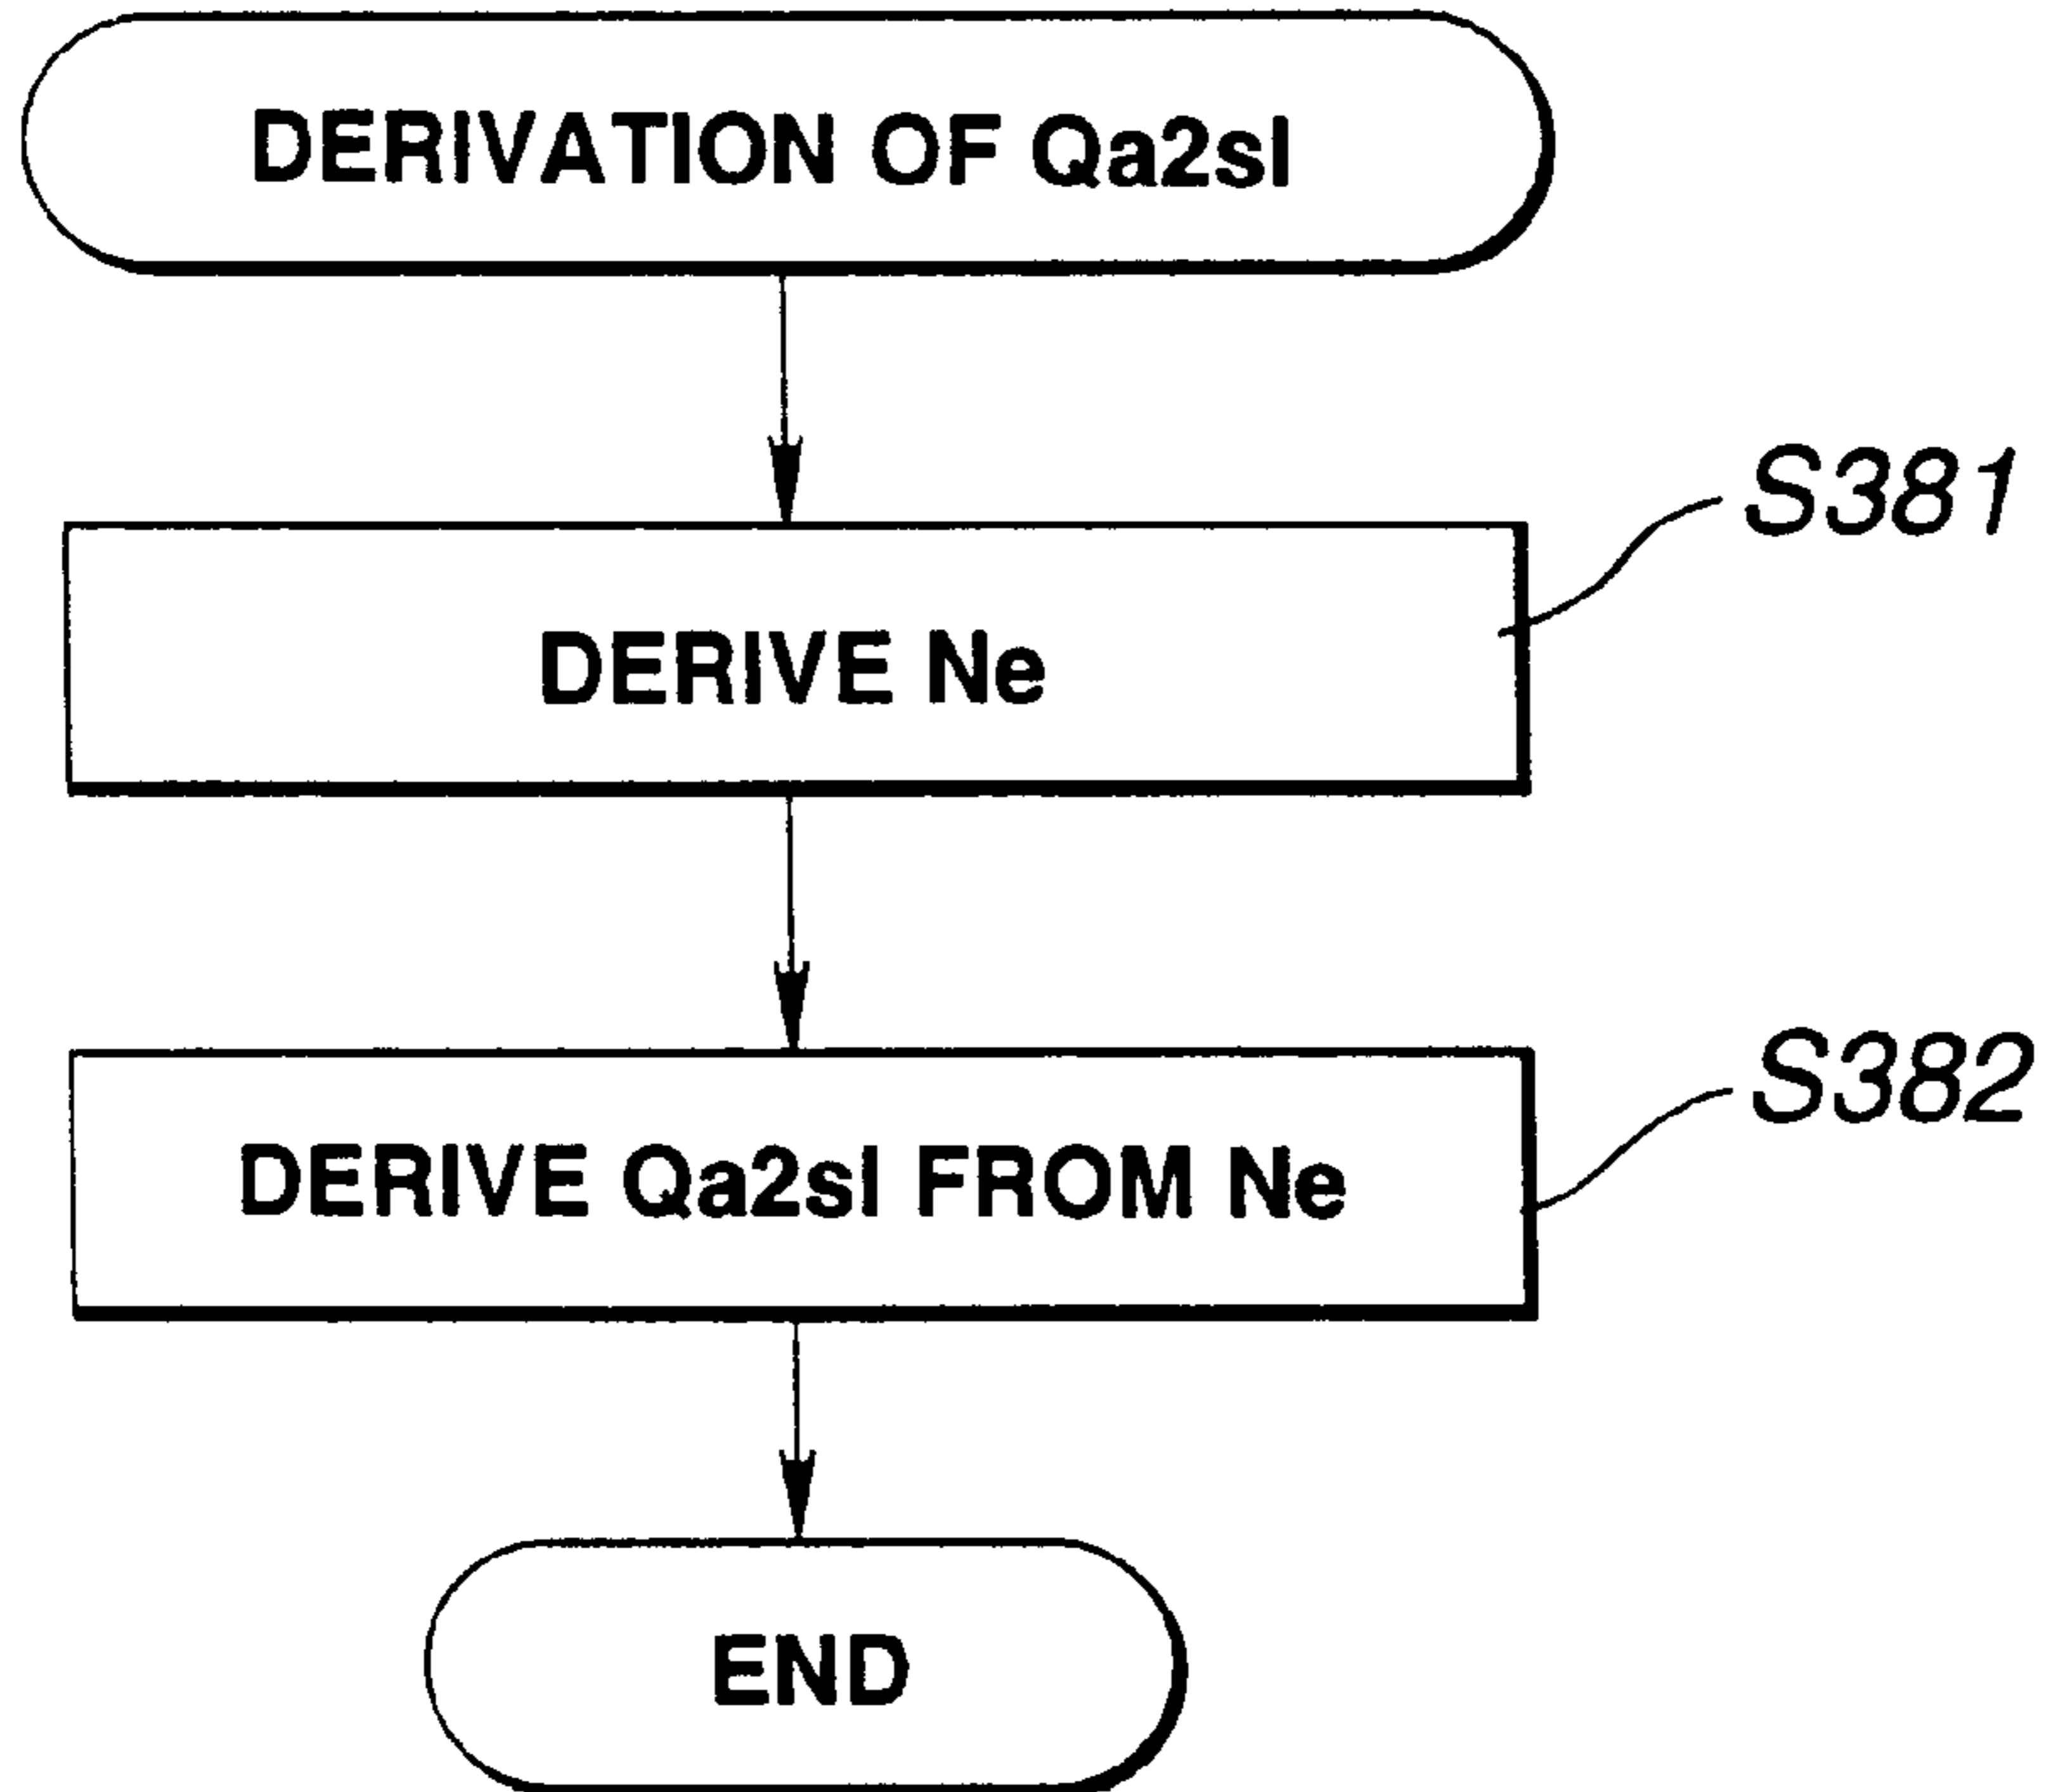 DERIVATION OF Qa2sl
S381
DERIVE Ne
S382
DERIVE Qa2sl FROM Ne
END